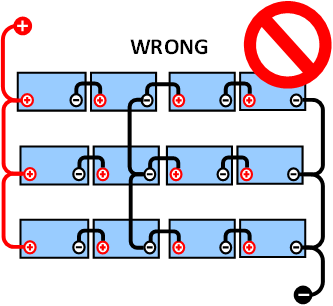 +
WRONG
+ − + − + − + −
+ − + − + − + −
+ − + − + − + −
−